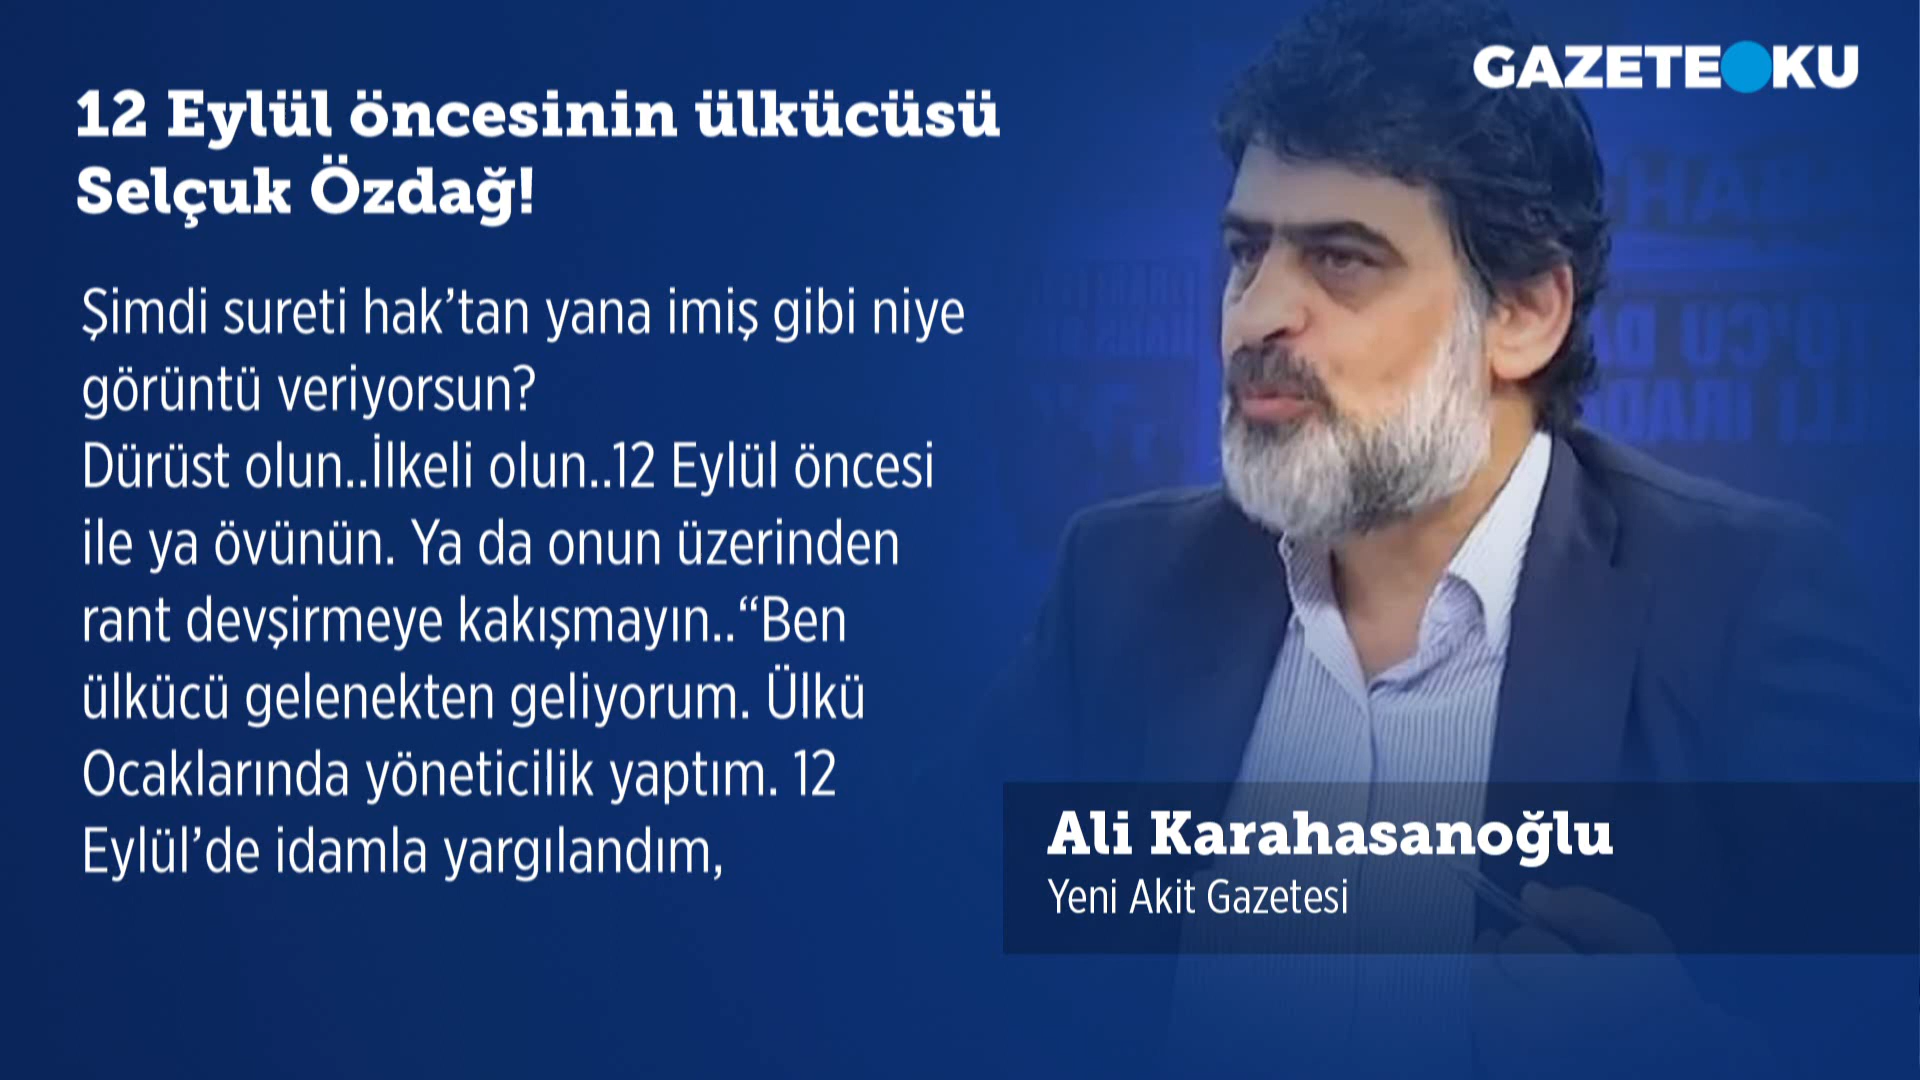 GAZETE OKU
12 Eylül öncesinin ülkücüsü
Selçuk Özdağ!
Şimdi sureti hak’tan yana imiş gibi niye
görüntü veriyorsun?
Dürüst olun..İlkeli olun..12 Eylül öncesi
ile ya övünün. Ya da onun üzerinden
rant devşirmeye kakışmayın..“Ben
ülkücü gelenekten geliyorum. Ülkü
Ocaklarında yöneticilik yaptım. 12
Eylül’de idamla yargılandım,
Ali Karahasanoğlu
Yeni Akit Gazetesi